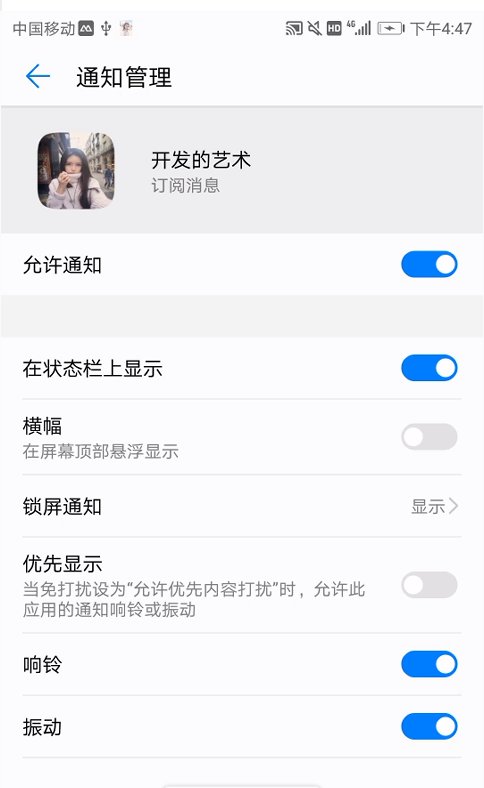 中国移动 HD 4G 下午4:47
通知管理
开发的艺术
订阅消息
允许通知
在状态栏上显示
横幅
在屏幕顶部悬浮显示
锁屏通知 显示
优先显示
当免打扰设为“允许优先内容打扰”时，允许此
应用的通知响铃或振动
响铃
振动